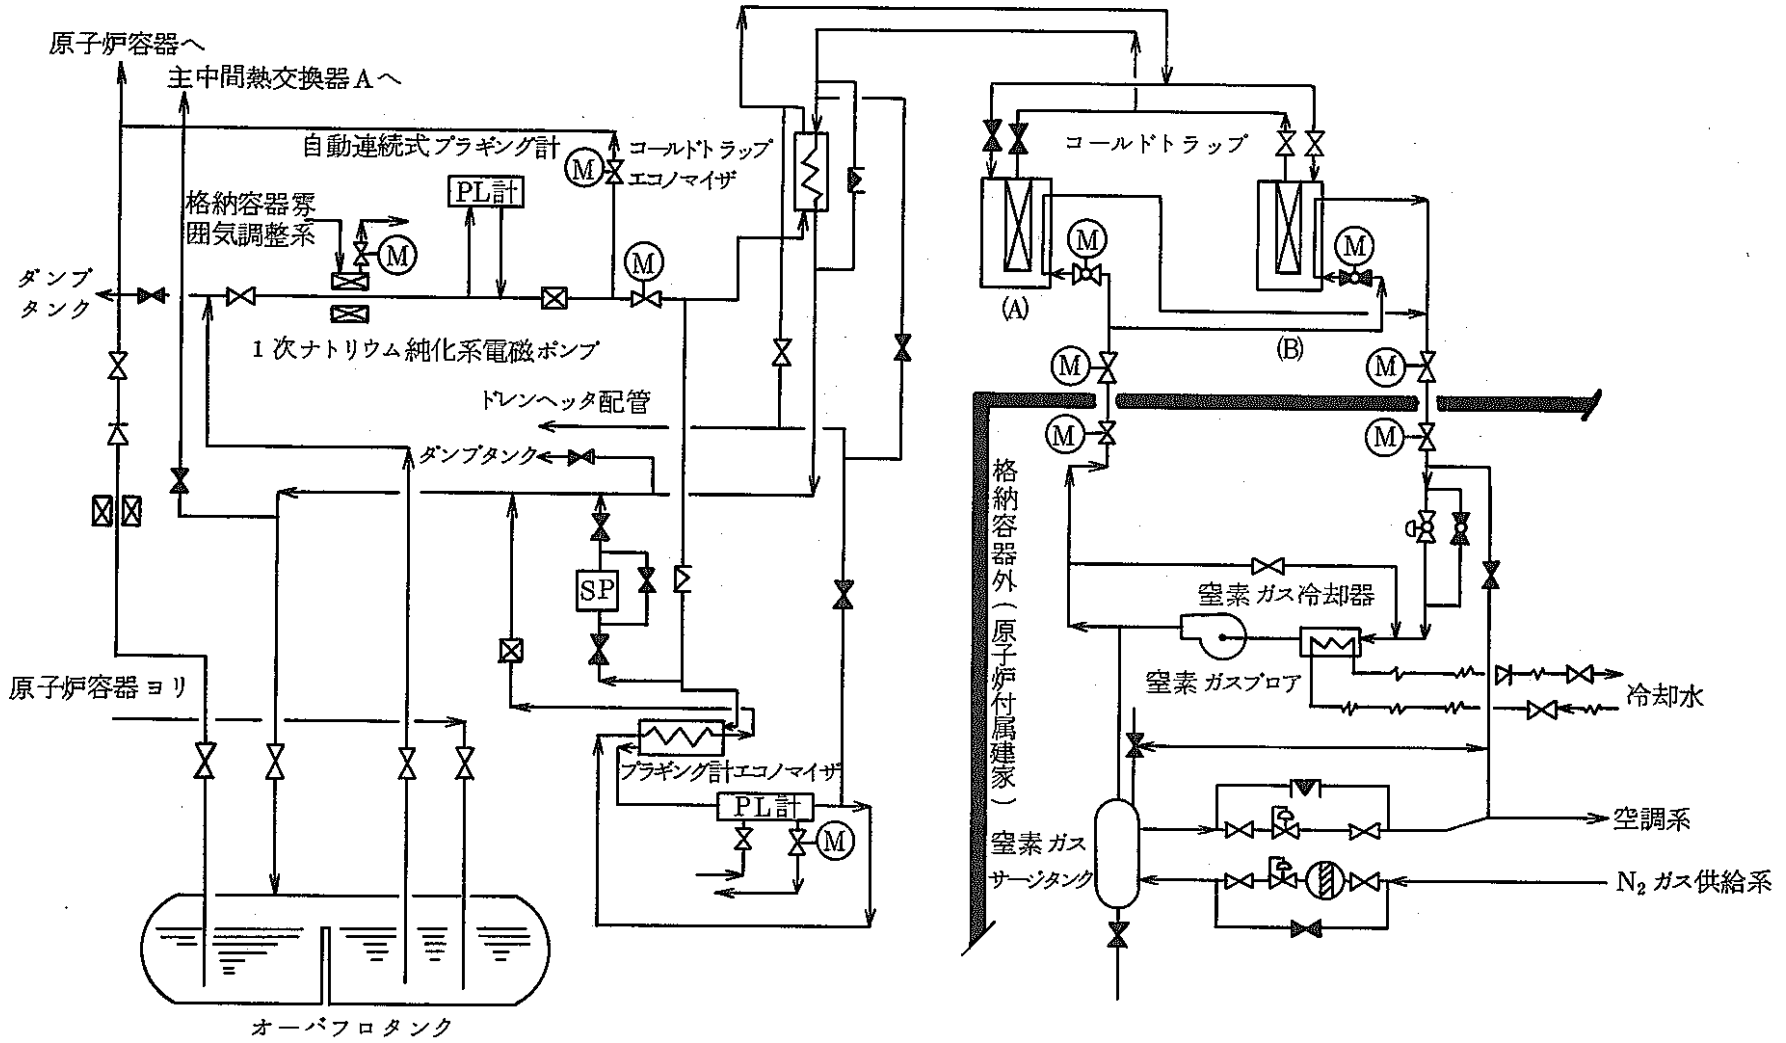 原子炉容器へ
主中間熱交換器Aへ
自動連続式プラギング計
コールドトラップ
エコノマイザ
M
PL計
格納容器雰
囲気調整系
M
M
ダンプ
タンク
1次ナトリウム純化系電磁ポンプ
ドレンヘッタ配管
ダンプタンク
SP
原子炉容器ヨリ
プラギング計エコノマイザ
PL計
M
オーバフロタンク
コールドトラップ
M
M
(A)
(B)
M
M
M
M
格納容器外(原子炉付属建家)
窒素ガス冷却器
窒素ガスブロア
冷却水
空調系
窒素ガス
サージタンク
N₂ガス供給系